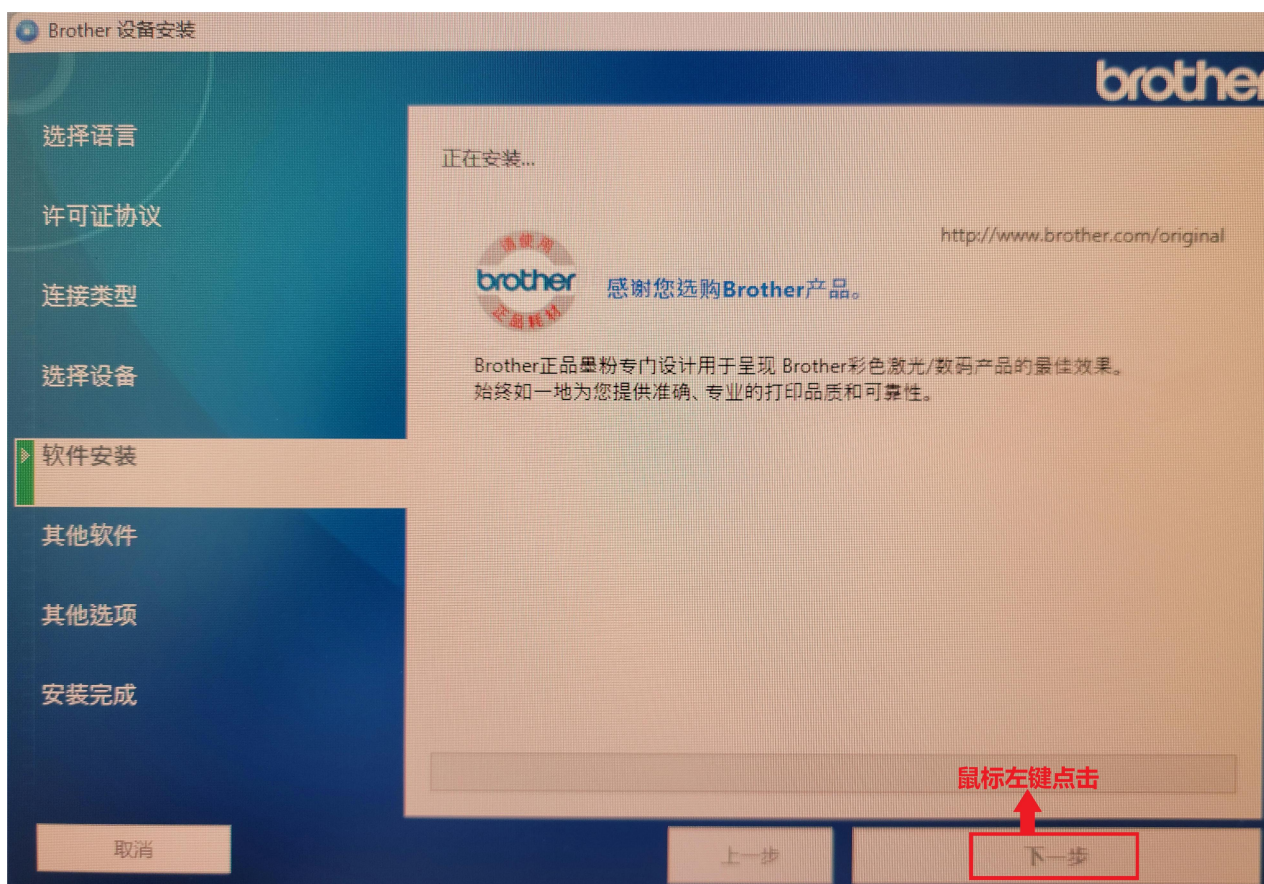 Brother 设备安装
brother
选择语言
许可证协议
连接类型
选择设备
软件安装
其他软件
其他选项
安装完成
正在安装...
http://www.brother.com/original
请使用
brother
正品耗材
感谢您选购Brother产品。
Brother正品墨粉专门设计用于呈现 Brother彩色激光/数码产品的最佳效果。
始终如一地为您提供准确、专业的打印品质和可靠性。
鼠标左键点击
取消
上一步
下一步